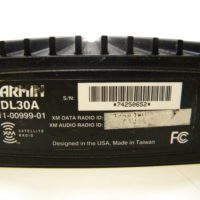 ARMIN
DL30A
11-00999-01
S/N:
*74250652*
XM DATA RADIO ID:
XM AUDIO RADIO ID:
SATELLITE
RADIO
Designed in the USA. Made in Taiwan
FC